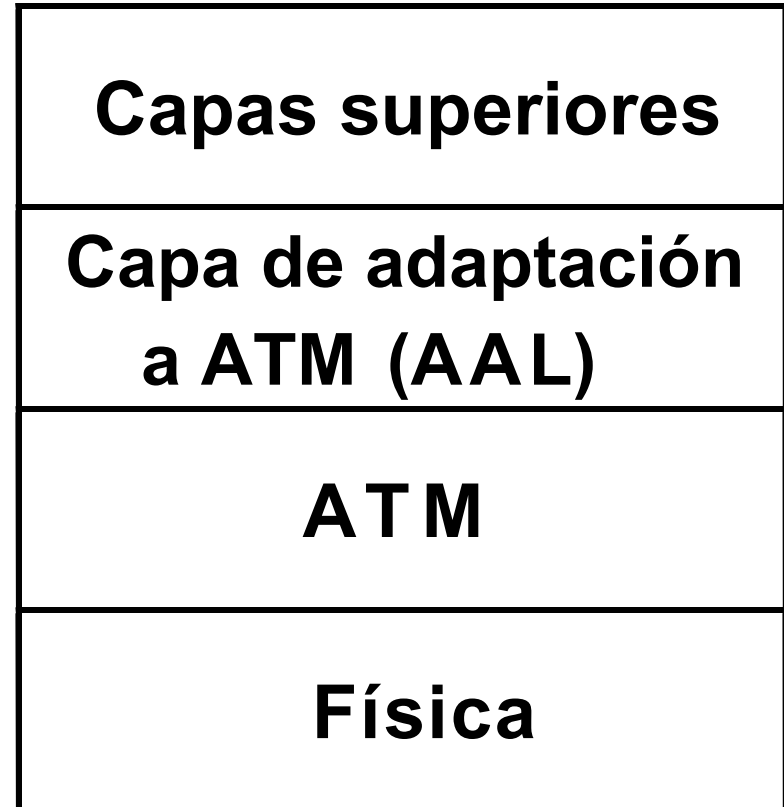 Capas superiores
Capa de adaptación
a ATM (AAL)
ATM
Física